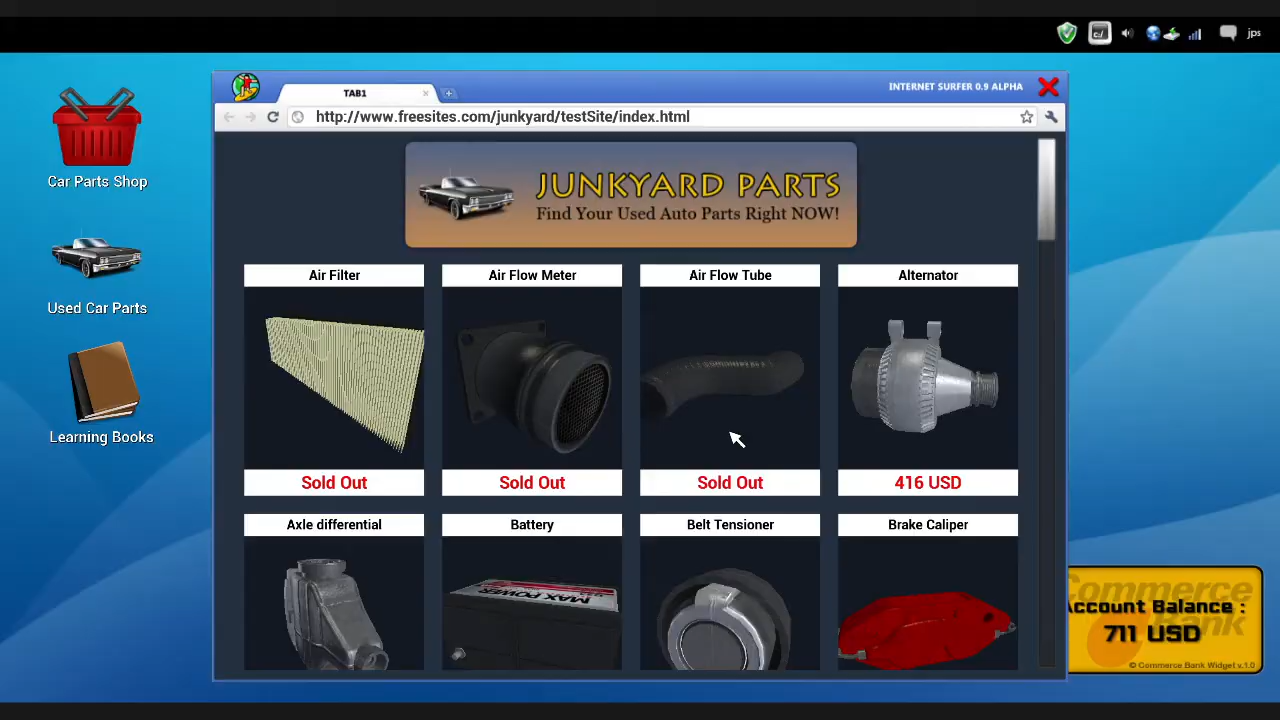 jps
INTERNET SURFER 0.9 ALPHA
TAB1
http://www.freesites.com/junkyard/testSite/index.html
JUNKYARD PARTS
Find Your Used Auto Parts Right NOW!
Car Parts Shop
Used Car Parts
Learning Books
Air Filter
Air Flow Meter
Air Flow Tube
Alternator
Sold Out
Sold Out
Sold Out
416 USD
Axle differential
Battery
Belt Tensioner
Brake Caliper
MAX POWER
Commerce
Bank
Account Balance :
711 USD
© Commerce Bank Widget v.1.0